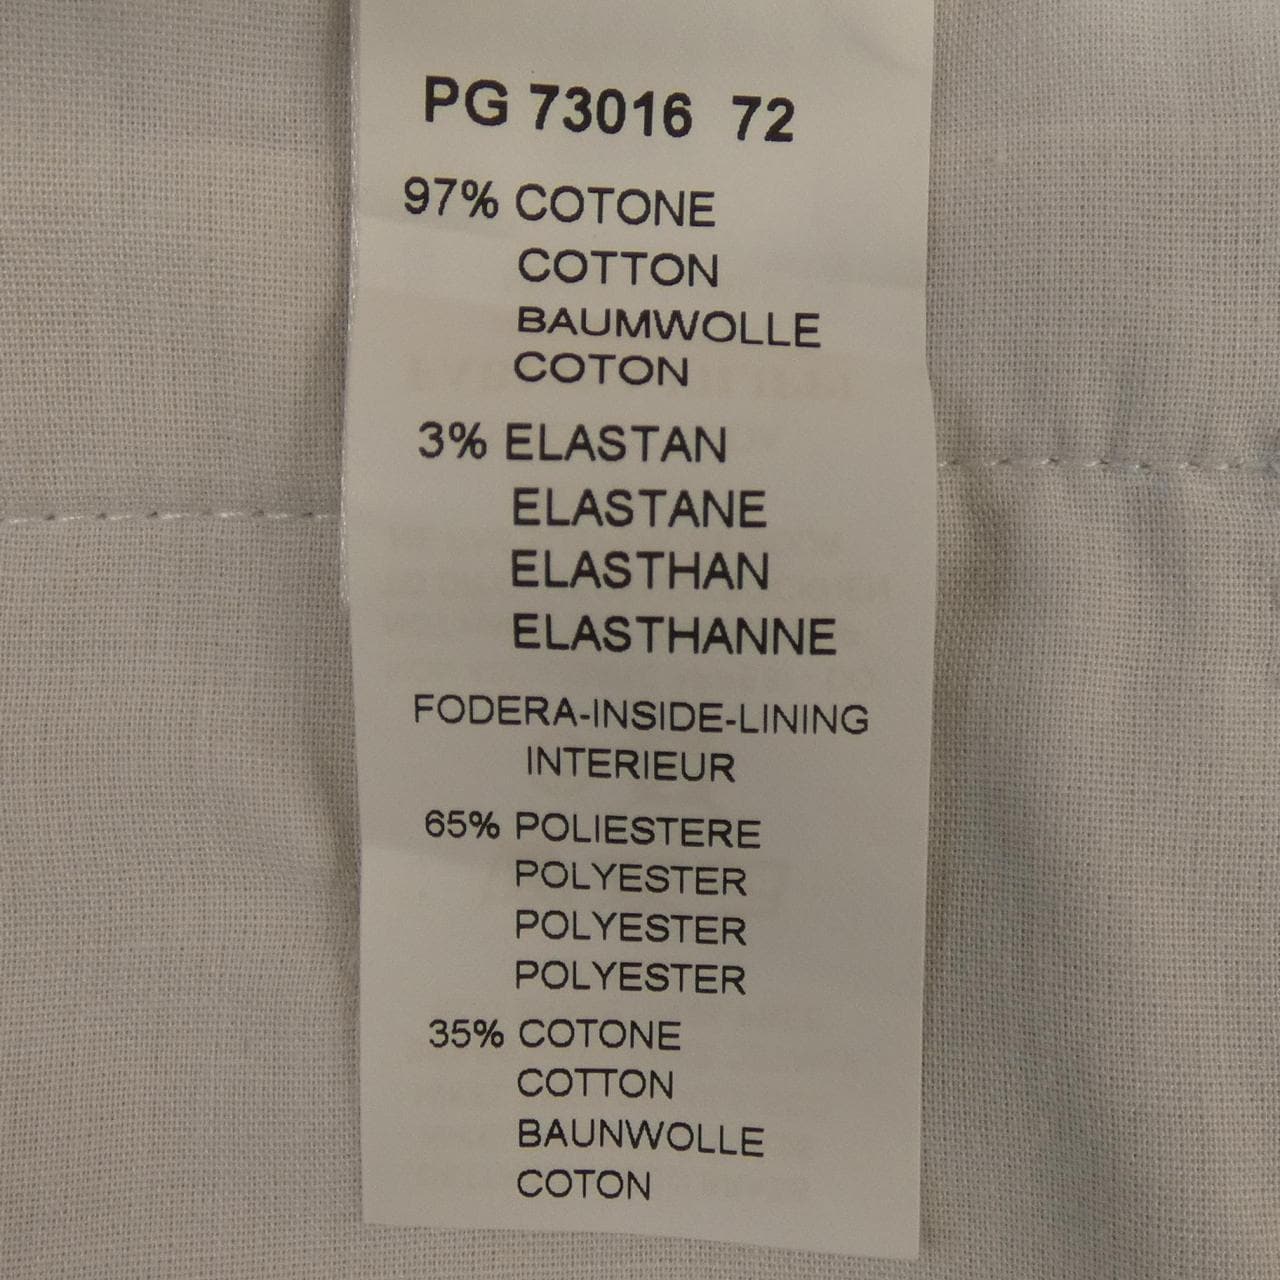 PG 73016 72
97% COTONE
COTTON
BAUMWOLLE
COTON
3% ELASTAN
ELASTANE
ELASTHAN
ELASTHANNE
FODERA-INSIDE-LINING
INTERIEUR
65% POLIESTERE
POLYESTER
POLYESTER
POLYESTER
35% COTONE
COTTON
BAUNWOLLE
COTON